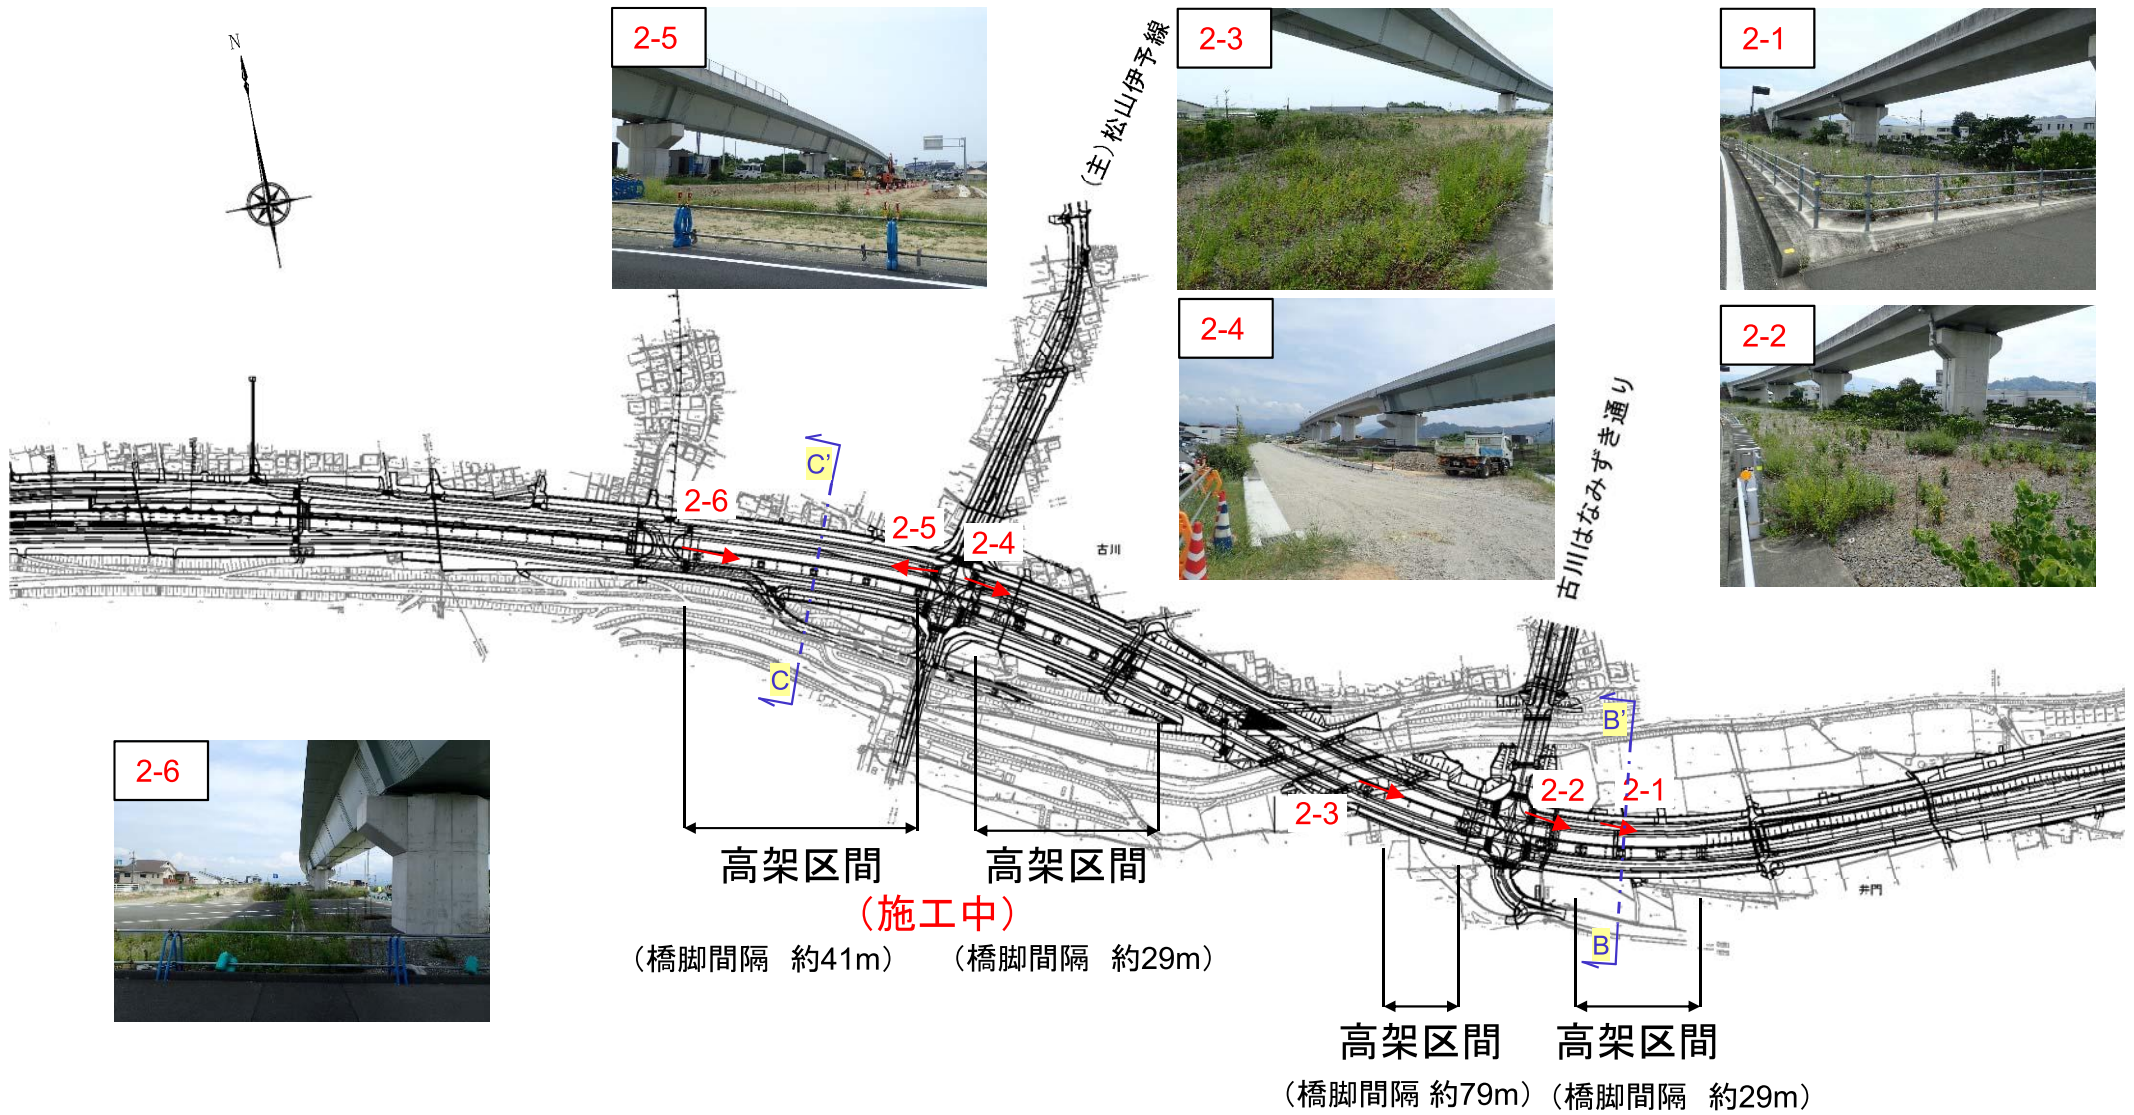 N
2-5
(主)松山伊予線
2-3
2-1
2-4
2-2
古川はなみずき通り
C'
2-6
2-5
2-4
古川
C
B'
2-6
2-2
2-1
2-3
井門
高架区間
高架区間
（施工中）
B
（橋脚間隔 約41m）
（橋脚間隔 約29m）
高架区間
高架区間
（橋脚間隔 約79m）
（橋脚間隔 約29m）